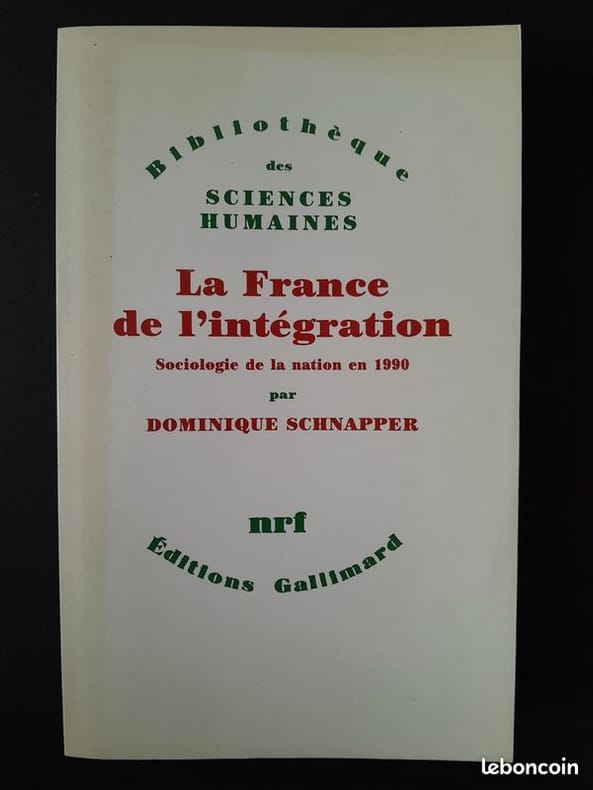 Bibliothèque
des
SCIENCES
HUMAINES
La France
de l'intégration
Sociologie de la nation en 1990
par
DOMINIQUE SCHNAPPER
nrf
Éditions Gallimard
leboncoin